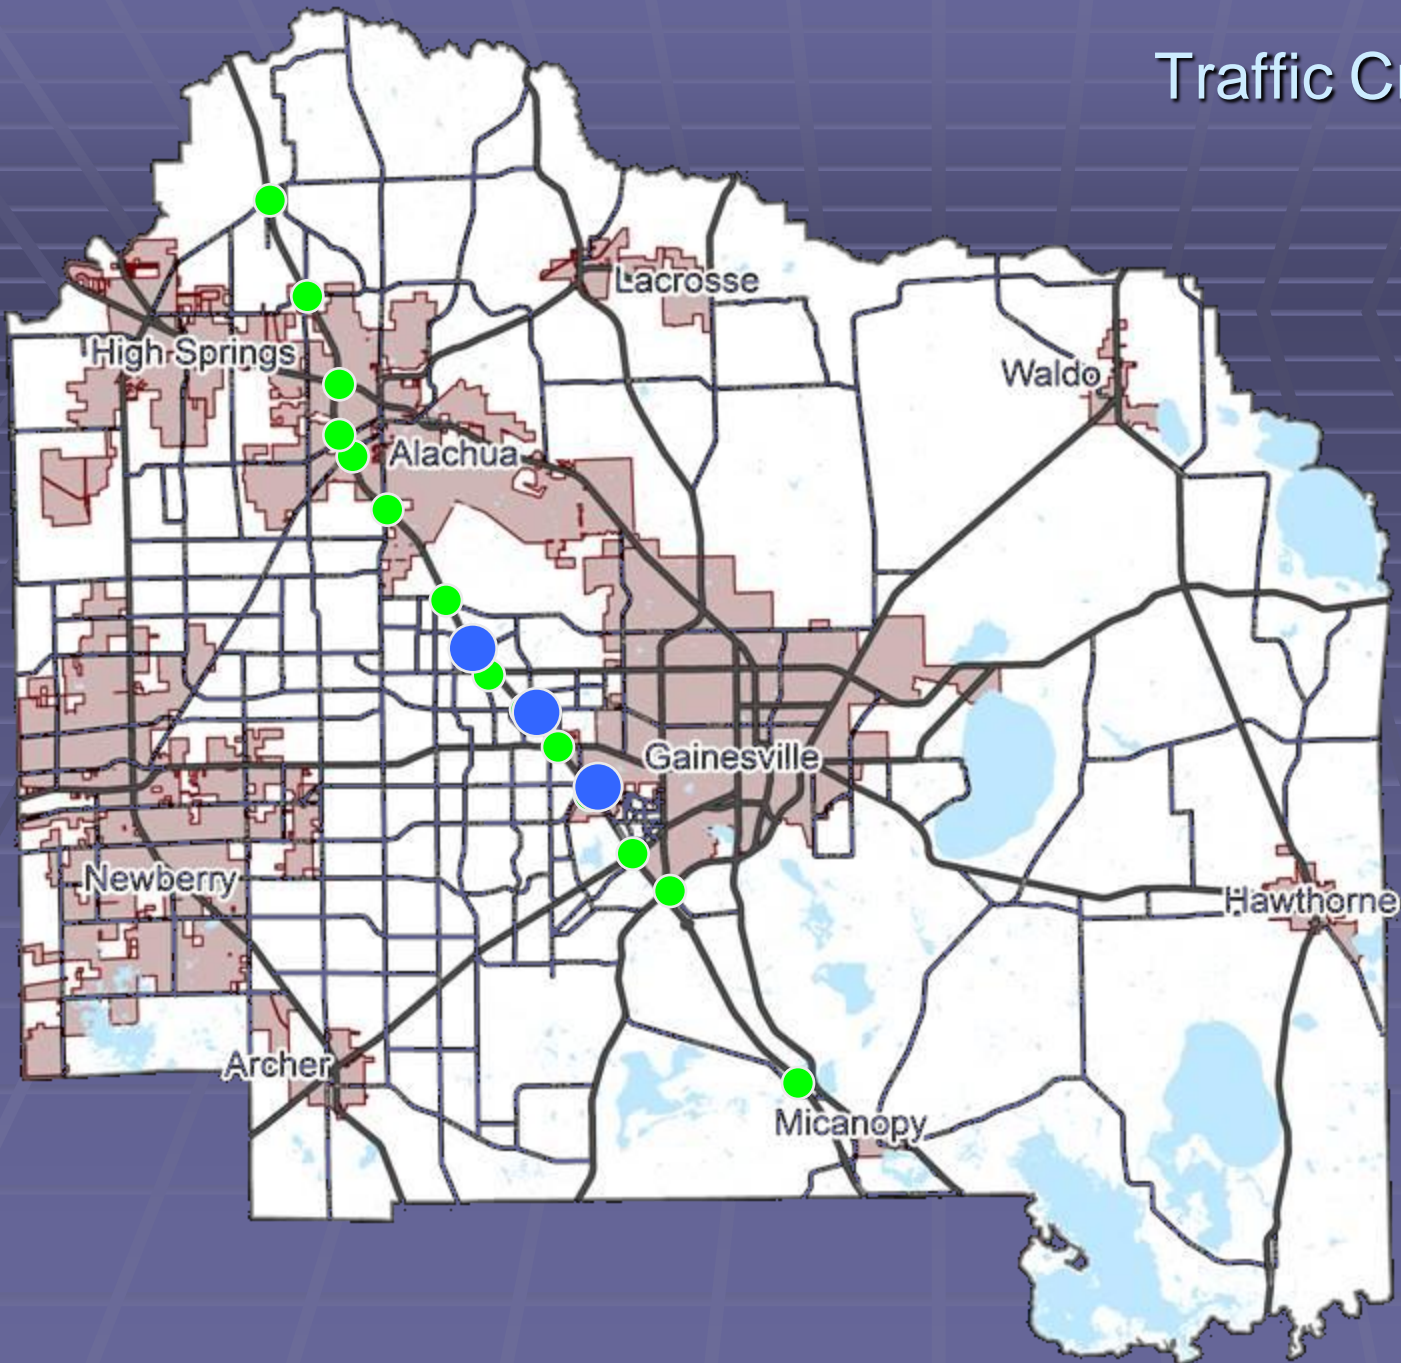 Traffic
Lacrosse
High Springs
Waldo
Alachua
Gainesville
Newberry
Hawthorne
Archer
Micanopy